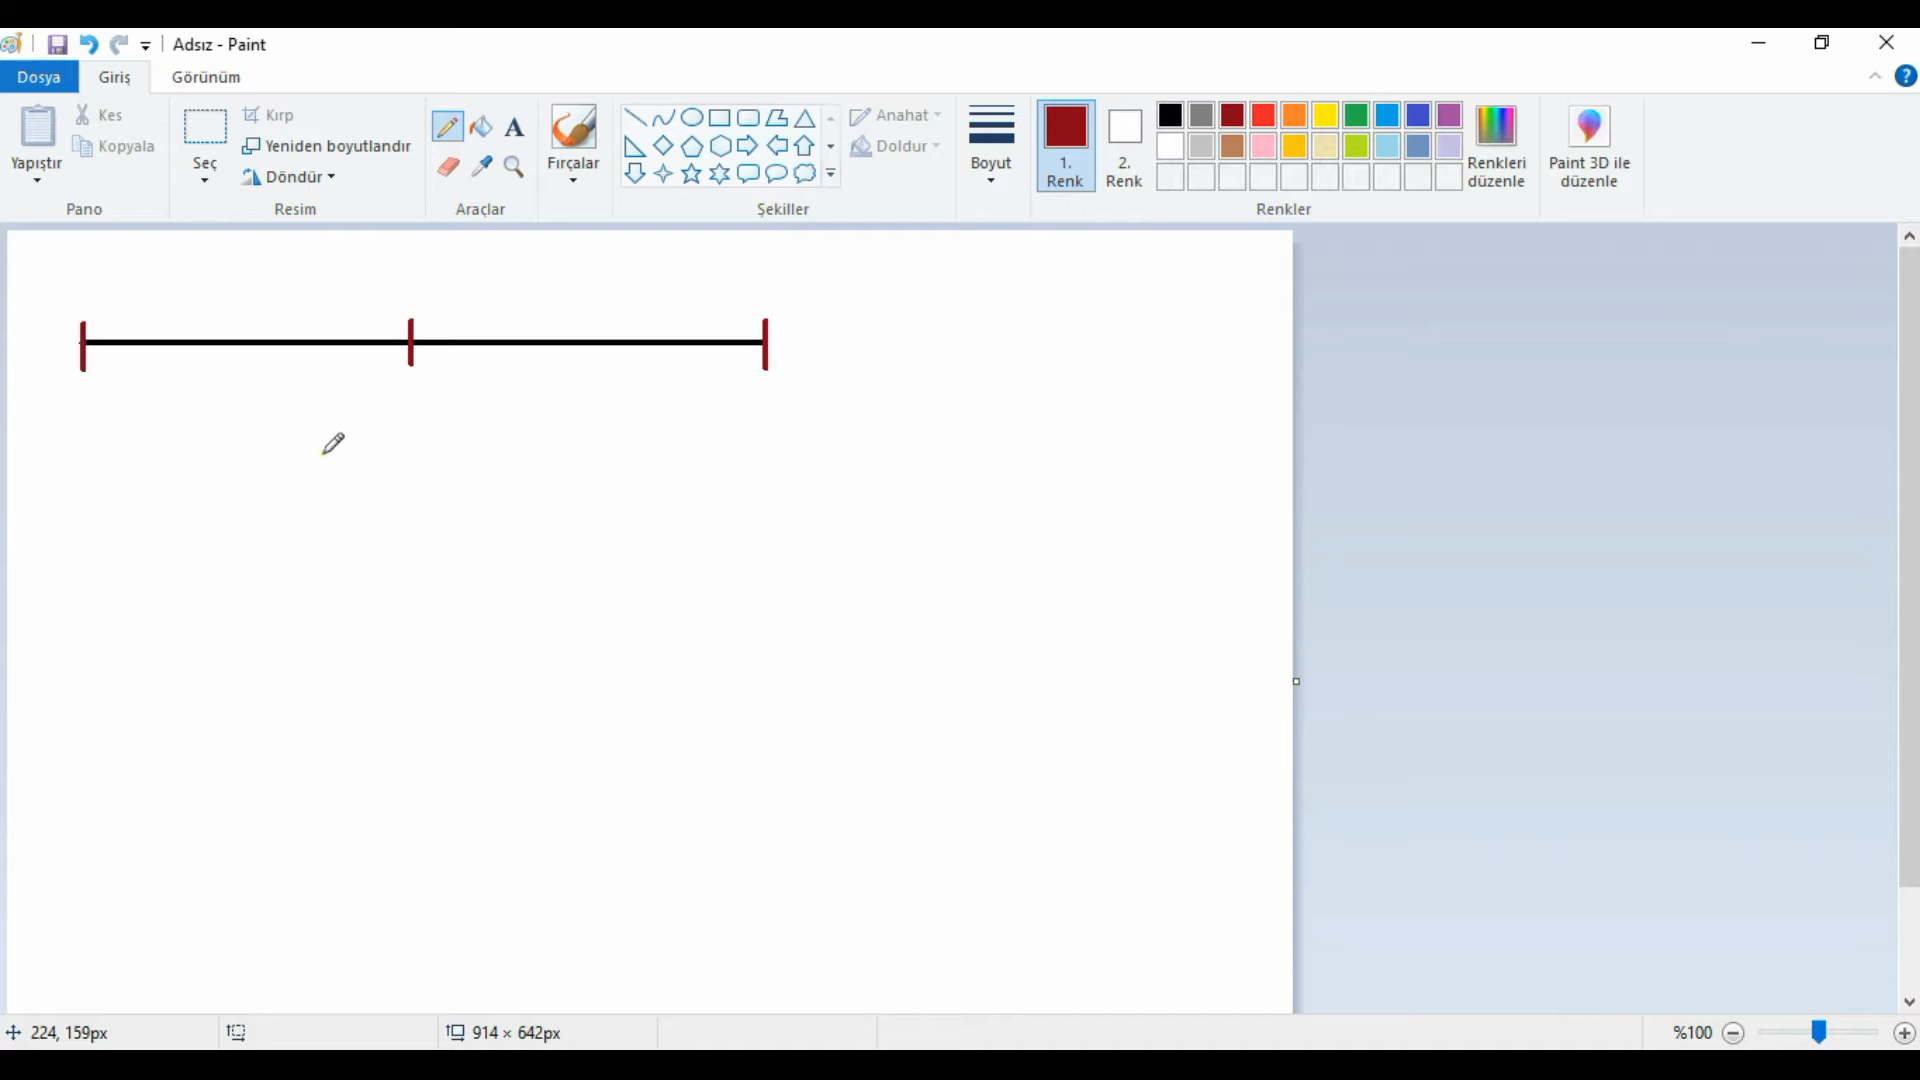 Adsız - Paint
Dosya Giriş Görünüm
Yapıştır
Kes
Kopyala
Pano
Seç
Kırp
Yeniden boyutlandır
Döndür
Resim
A
Araçlar
Fırçalar
Şekiller
Anahat
Doldur
Boyut
1.
Renk
2.
Renk
Renkler
Renkleri
düzenle
Paint 3D ile
düzenle
?
224, 159px
914 × 642px
%100